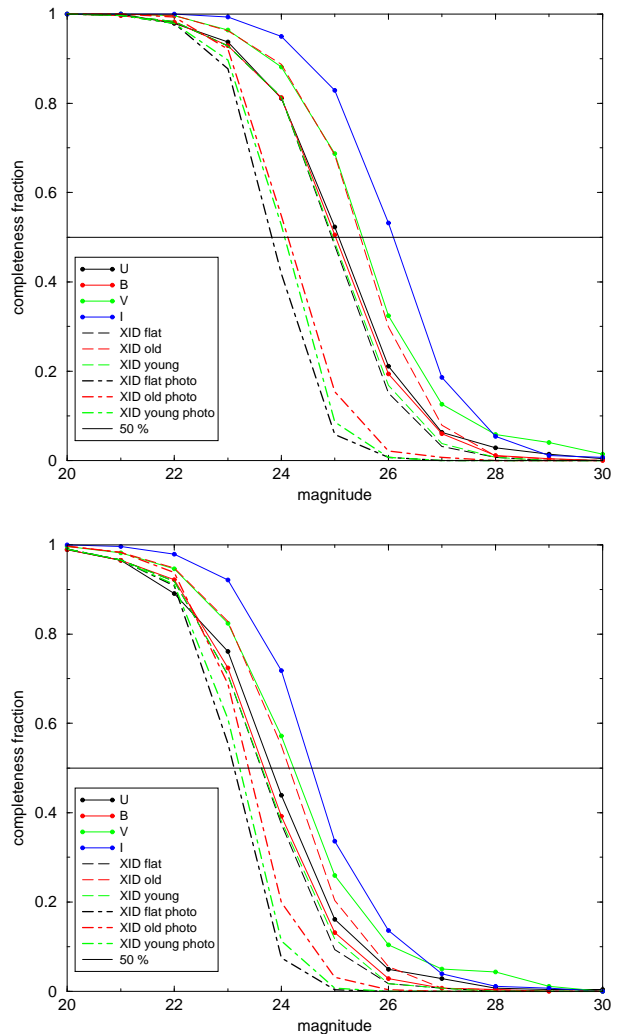 1
0.8
0.6
0.4
0.2
0
completeness fraction
U
B
V
I
XID flat
XID old
XID young
XID flat photo
XID old photo
XID young photo
50 %
20 22 24 26 28 30
magnitude
1
0.8
0.6
0.4
0.2
0
completeness fraction
U
B
V
I
XID flat
XID old
XID young
XID flat photo
XID old photo
XID young photo
50 %
20 22 24 26 28 30
magnitude